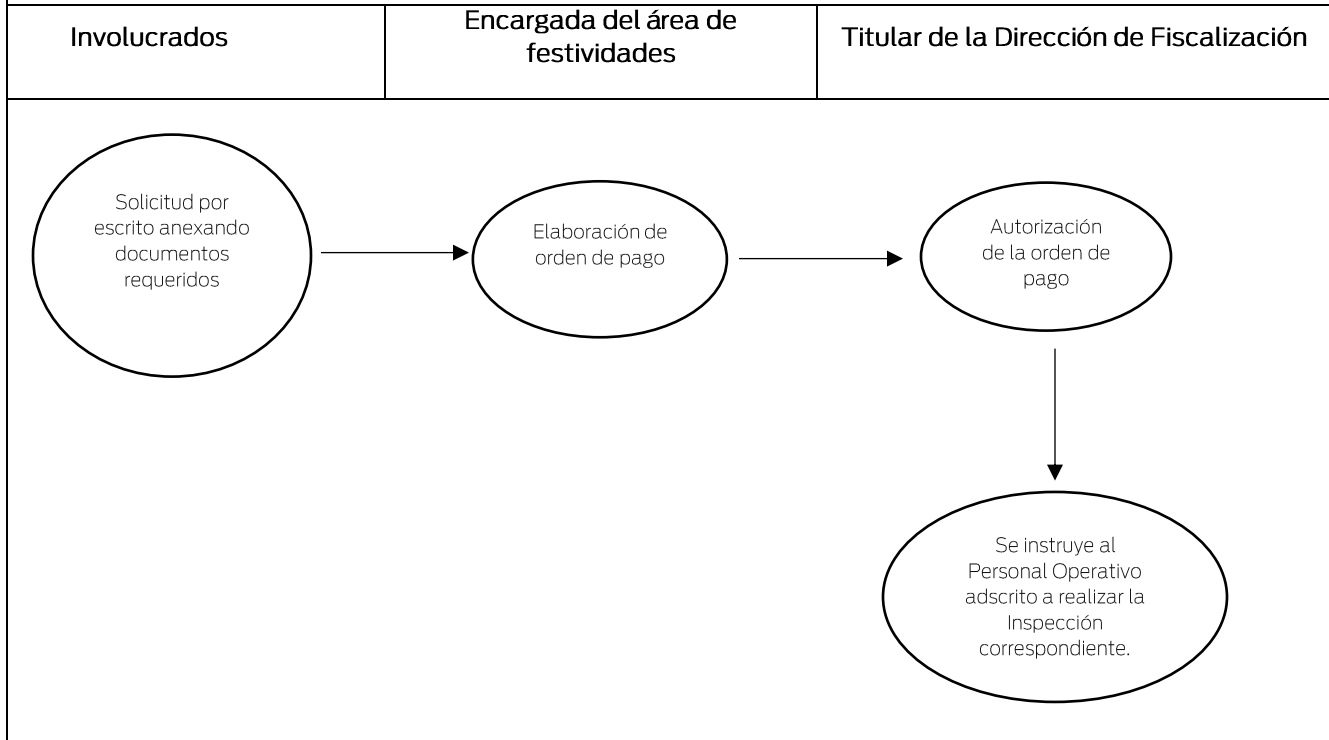 Involucrados
Encargada del área de
festividades
Titular de la Dirección de Fiscalización
Solicitud por
escrito anexando
documentos
requeridos
Elaboración de
orden de pago
Autorización
de la orden de
pago
Se instruye al
Personal Operativo
adscrito a realizar la
Inspección
correspondiente.